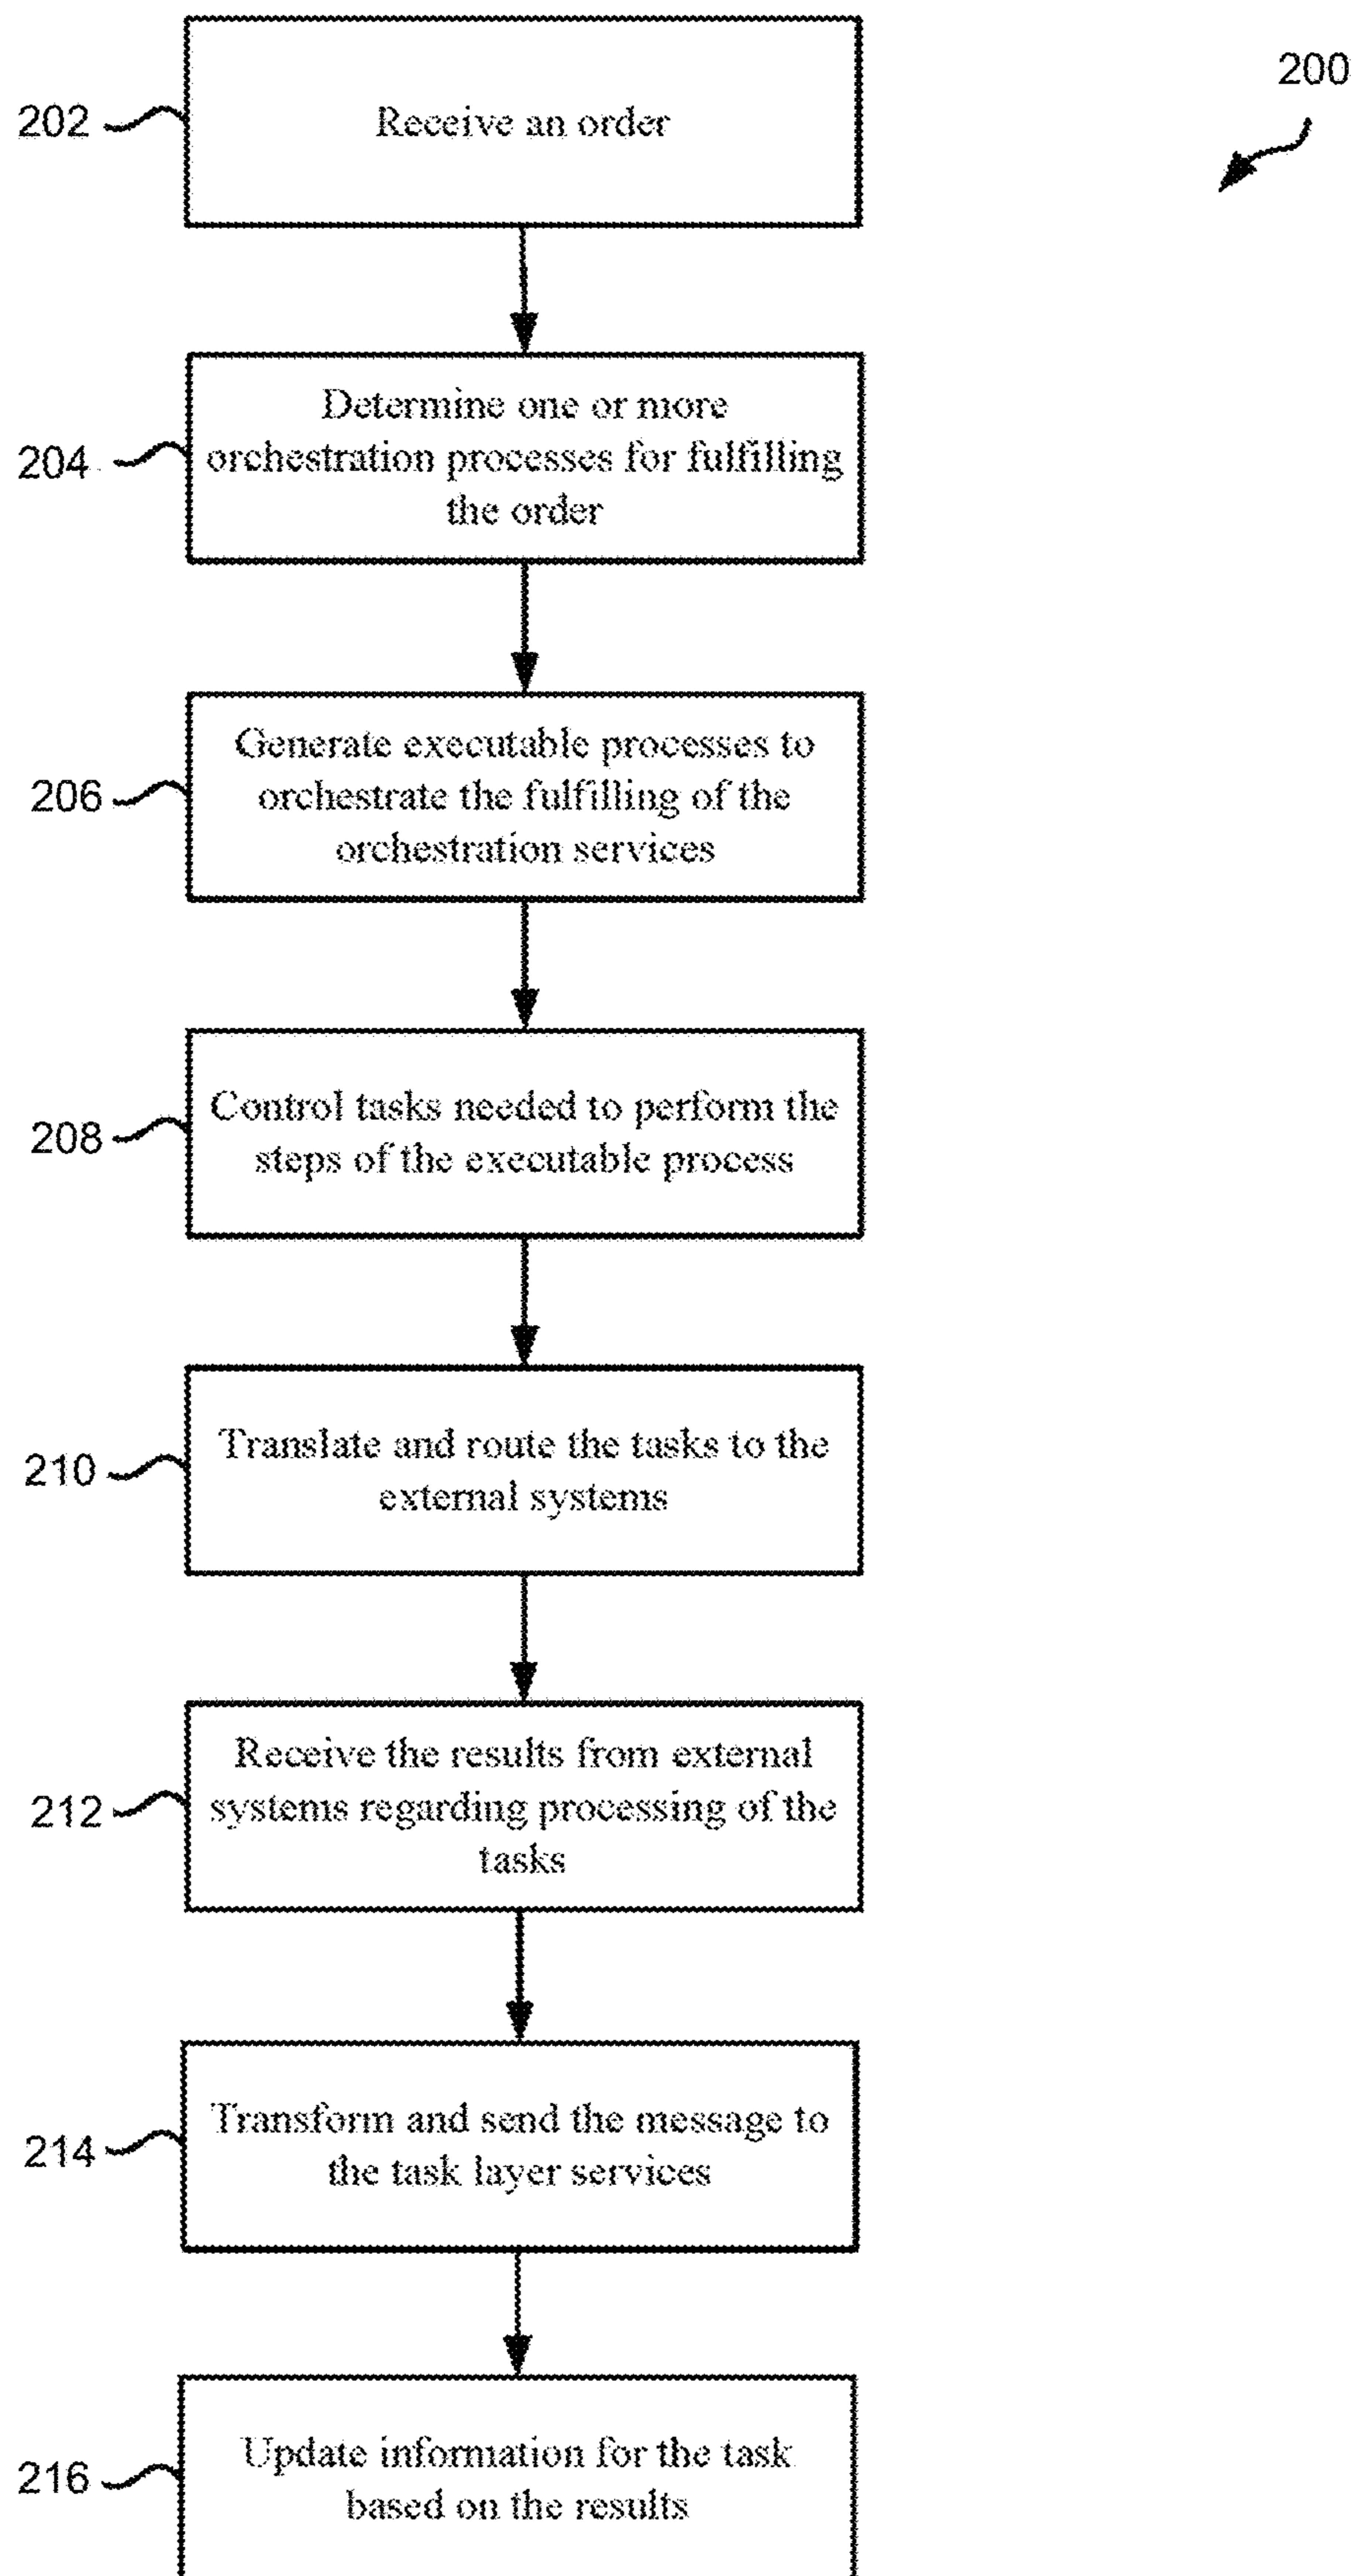 200
202
Receive an order
204
Determine one or more
orchestration processes for fulfilling
the order
206
Generate executable processes to
orchestrate the fulfilling of the
orchestration services
208
Control tasks needed to perform the
steps of the executable process
210
Translate and route the tasks to the
external systems
212
Receive the results from external
systems regarding processing of the
tasks
214
Transform and send the message to
the task layer services
216
Update information for the task
based on the results